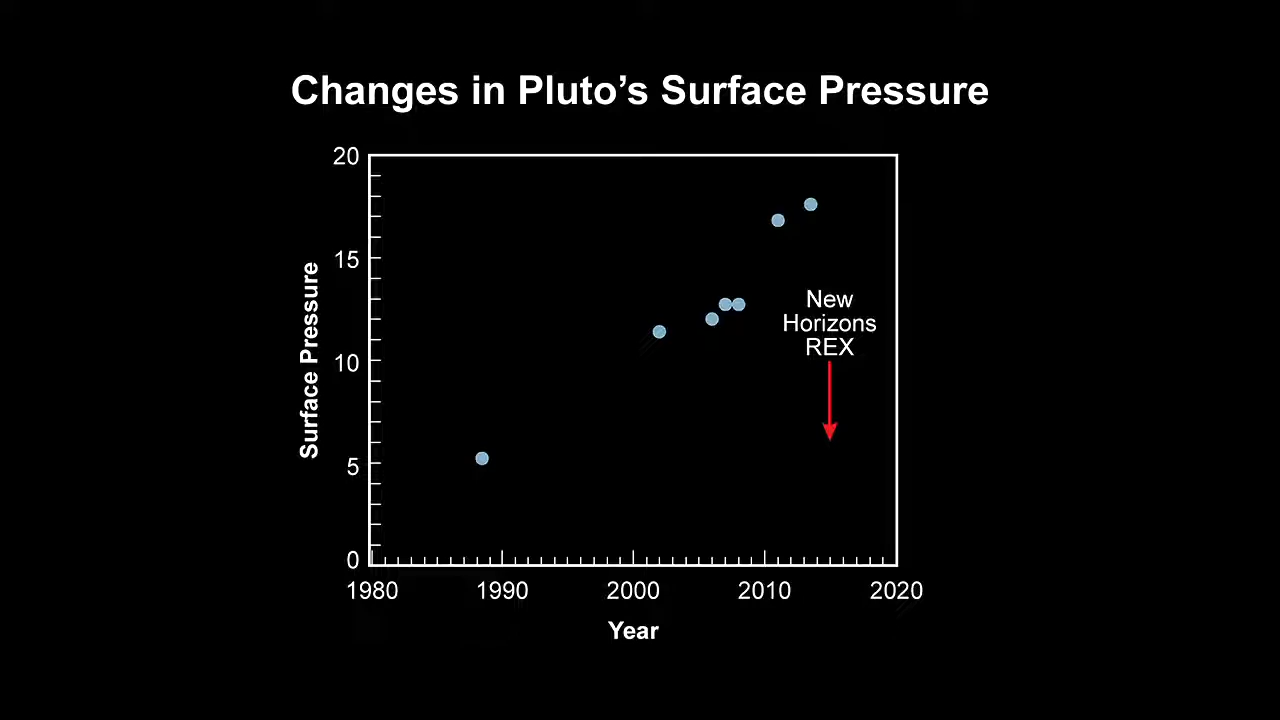 Changes in Pluto’s Surface Pressure
20
15
10
5
0
Surface Pressure
New
Horizons
REX
1980 1990 2000 2010 2020
Year